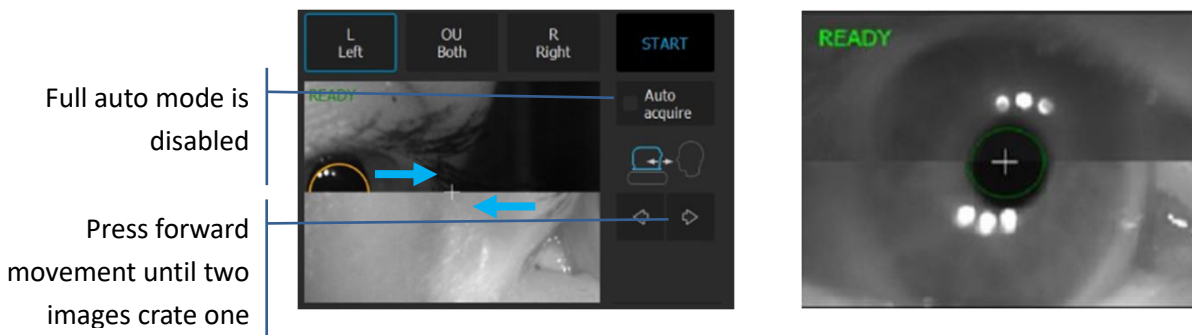 Full auto mode is
disabled
Press forward
movement until two
images crate one
L
Left
OU
Both
R
Right
START
READY
Auto
acquire
READY